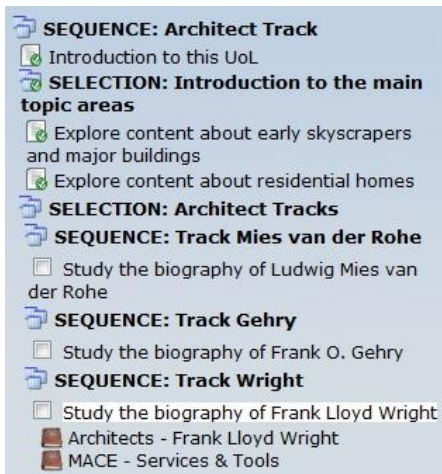 SEQUENCE: Architect Track
Introduction to this UoL
SELECTION: Introduction to the main
topic areas
Explore content about early skyscrapers
and major buildings
Explore content about residential homes
SELECTION: Architect Tracks
SEQUENCE: Track Mies van der Rohe
Study the biography of Ludwig Mies van
der Rohe
SEQUENCE: Track Gehry
Study the biography of Frank O. Gehry
SEQUENCE: Track Wright
Study the biography of Frank Lloyd Wright
Architects - Frank Lloyd Wright
MACE - Services & Tools